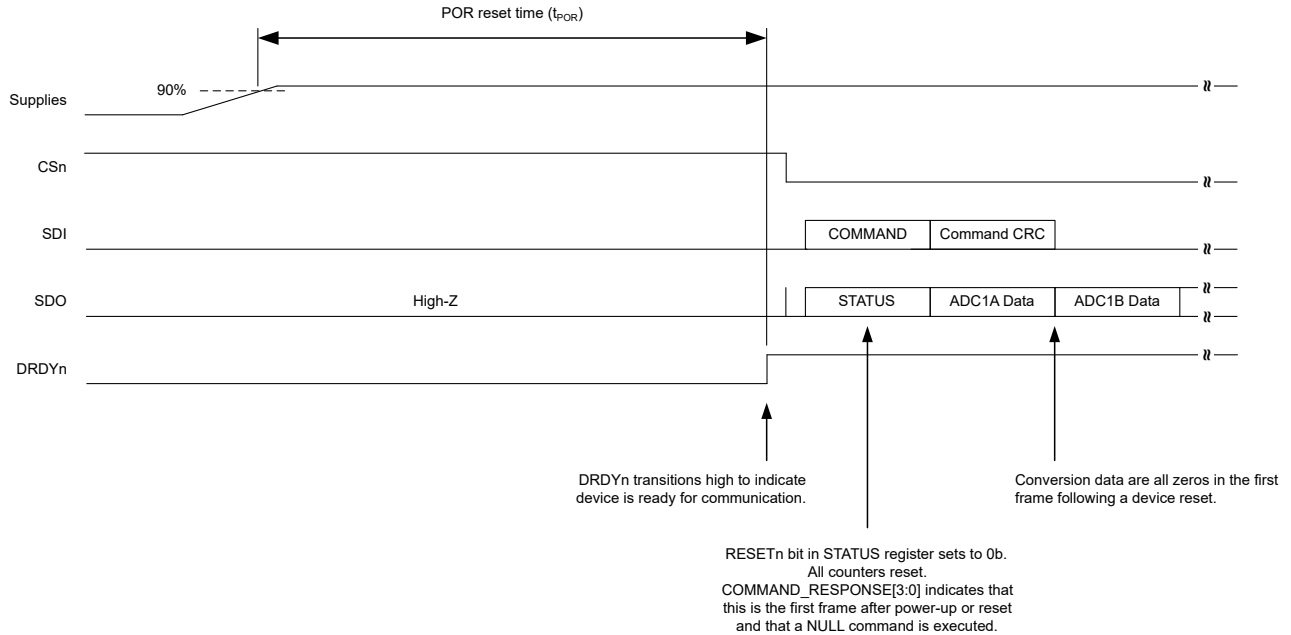 POR reset time (tPOR)
90%
Supplies
CSn
SDI
COMMAND
Command CRC
SDO
High-Z
STATUS
ADC1A Data
ADC1B Data
DRDYn
DRDYn transitions high to indicate
device is ready for communication.
Conversion data are all zeros in the first
frame following a device reset.
RESETn bit in STATUS register sets to 0b.
All counters reset.
COMMAND_RESPONSE[3:0] indicates that
this is the first frame after power-up or reset
and that a NULL command is executed.